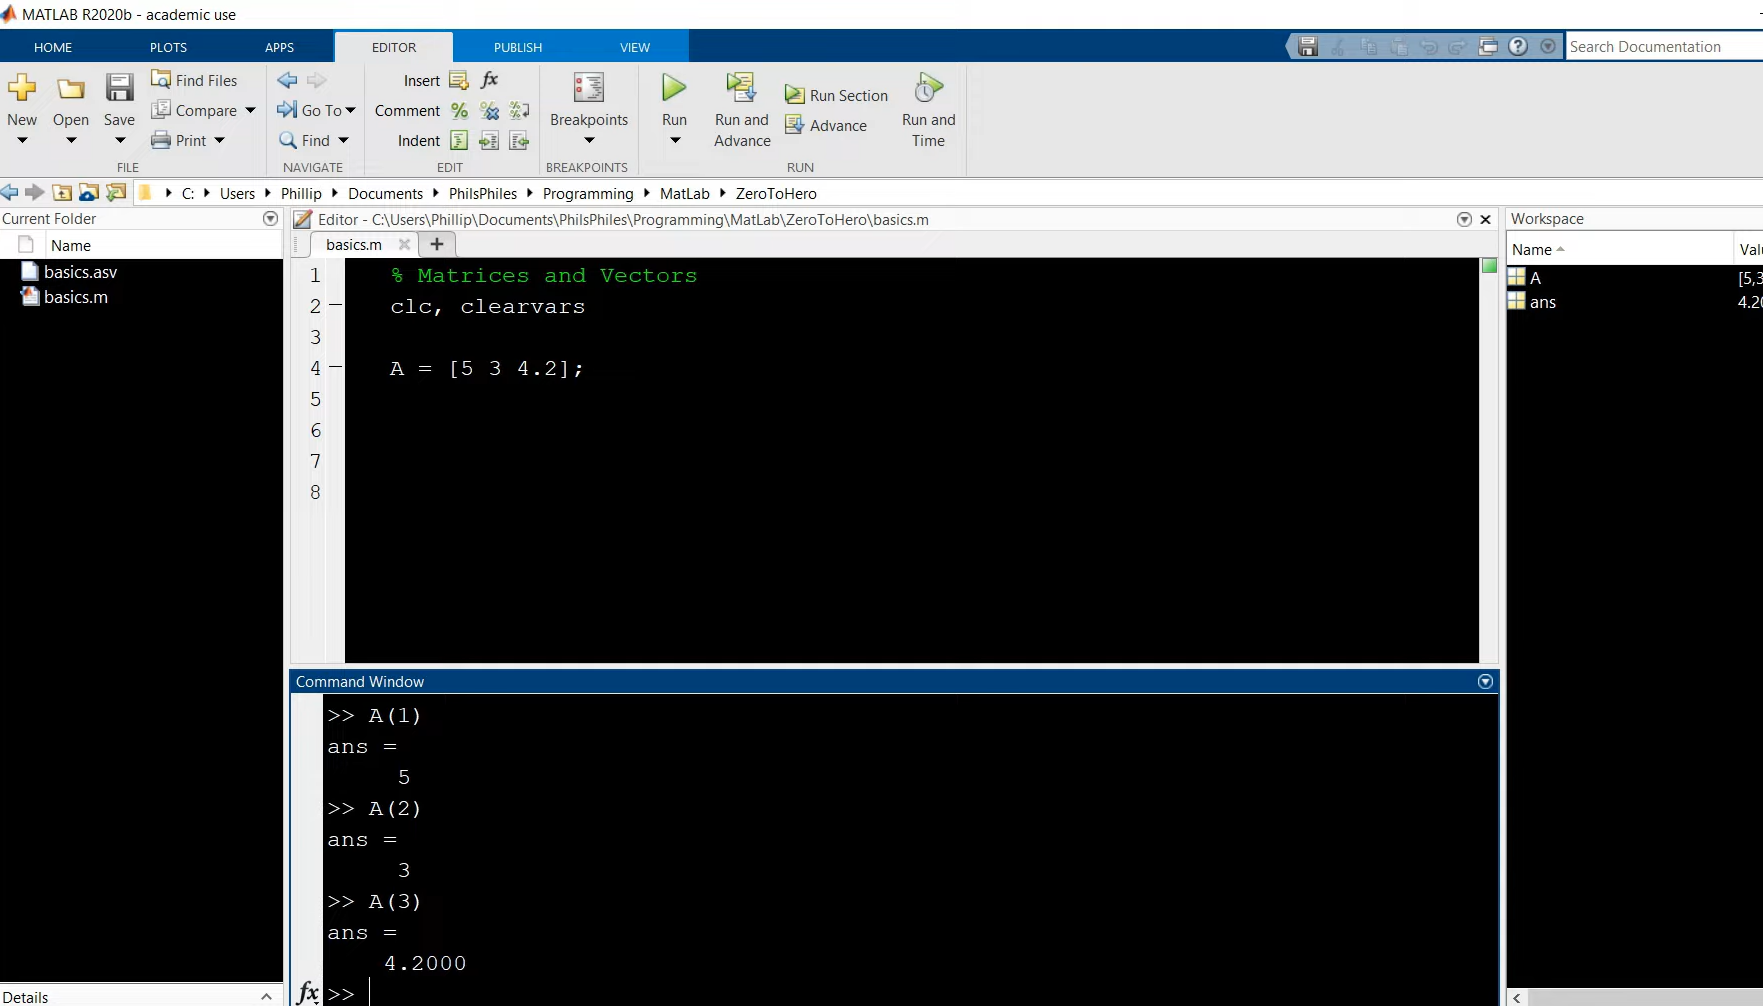 MATLAB R2020b - academic use
HOME PLOTS APPS EDITOR PUBLISH VIEW
Search Documentation
New
Open
Save
Find Files
Compare
Print
FILE
Go To
Find
NAVIGATE
Insert fx
Comment
Indent
EDIT
Breakpoints
BREAKPOINTS
Run
Run and Advance
Run Section
Advance
Run and Time
RUN
C: Users Phillip Documents PhilsPhiles Programming MatLab ZeroToHero
Current Folder
Name
basics.asv
basics.m
Details
Editor - C:\Users\Phillip\Documents\PhilsPhiles\Programming\MatLab\ZeroToHero\basics.m
basics.m
1 % Matrices and Vectors
2 clc, clearvars
3
4 A = [5 3 4.2];
5
6
7
8
Command Window
>> A(1)
ans =
5
>> A(2)
ans =
3
>> A(3)
ans =
4.2000
fx >>
Workspace
Name Val
A [5,3
ans 4.20